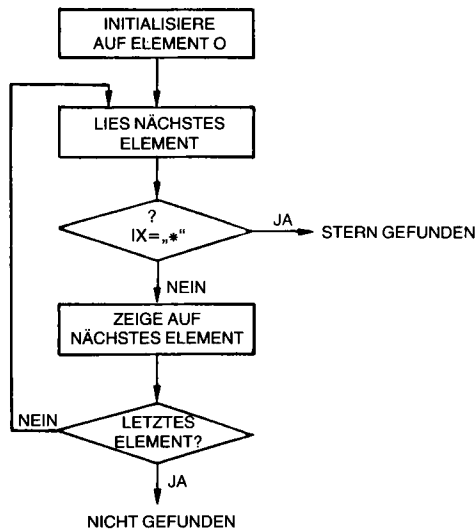 INITIALISIERE
AUF ELEMENT O
LIES NÄCHSTES
ELEMENT
?
IX=„*“
JA
STERN GEFUNDEN
NEIN
ZEIGE AUF
NÄCHSTES ELEMENT
NEIN
LETZTES
ELEMENT?
JA
NICHT GEFUNDEN